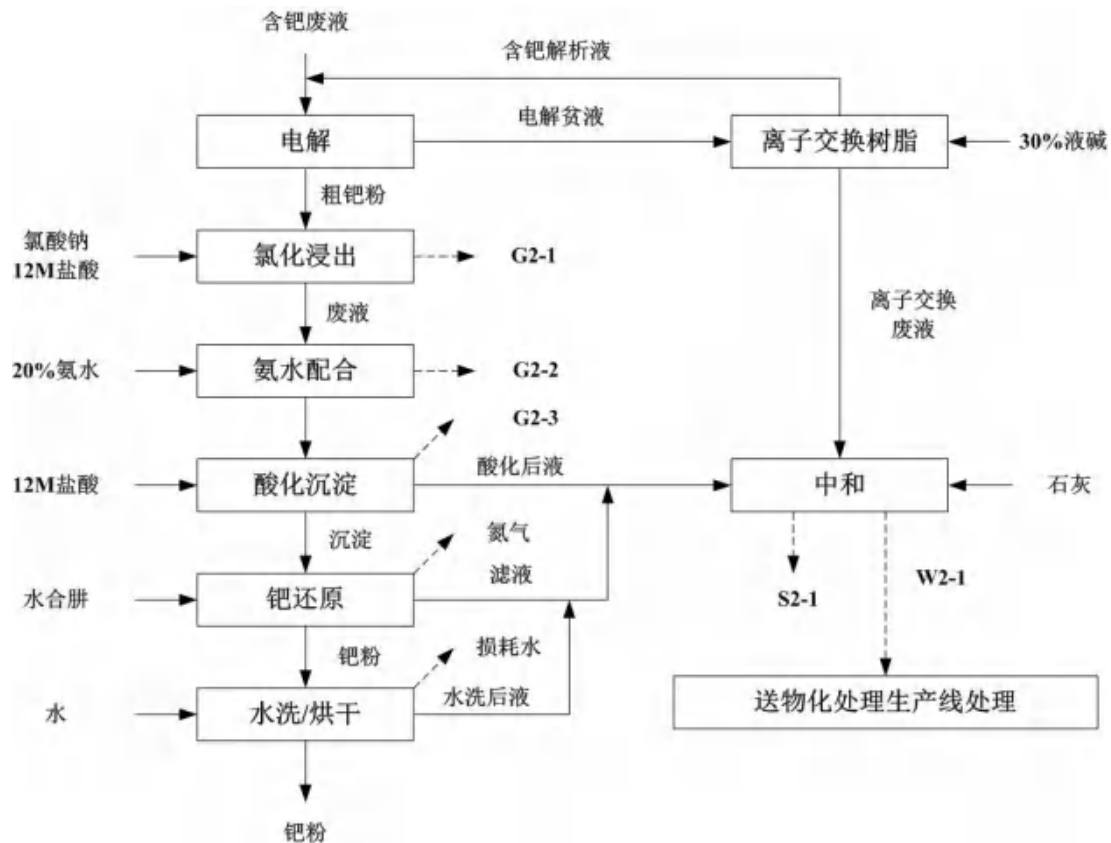 含钯废液
含钯解析液
电解
电解贫液
离子交换树脂
30%液碱
粗钯粉
氯酸钠
12M盐酸
氯化浸出
G2-1
废液
离子交换
废液
20%氨水
氨水配合
G2-2
G2-3
12M盐酸
酸化沉淀
酸化后液
中和
石灰
沉淀
氮气
水合肼
钯还原
滤液
S2-1
W2-1
钯粉
损耗水
水
水洗/烘干
水洗后液
送物化处理生产线处理
钯粉